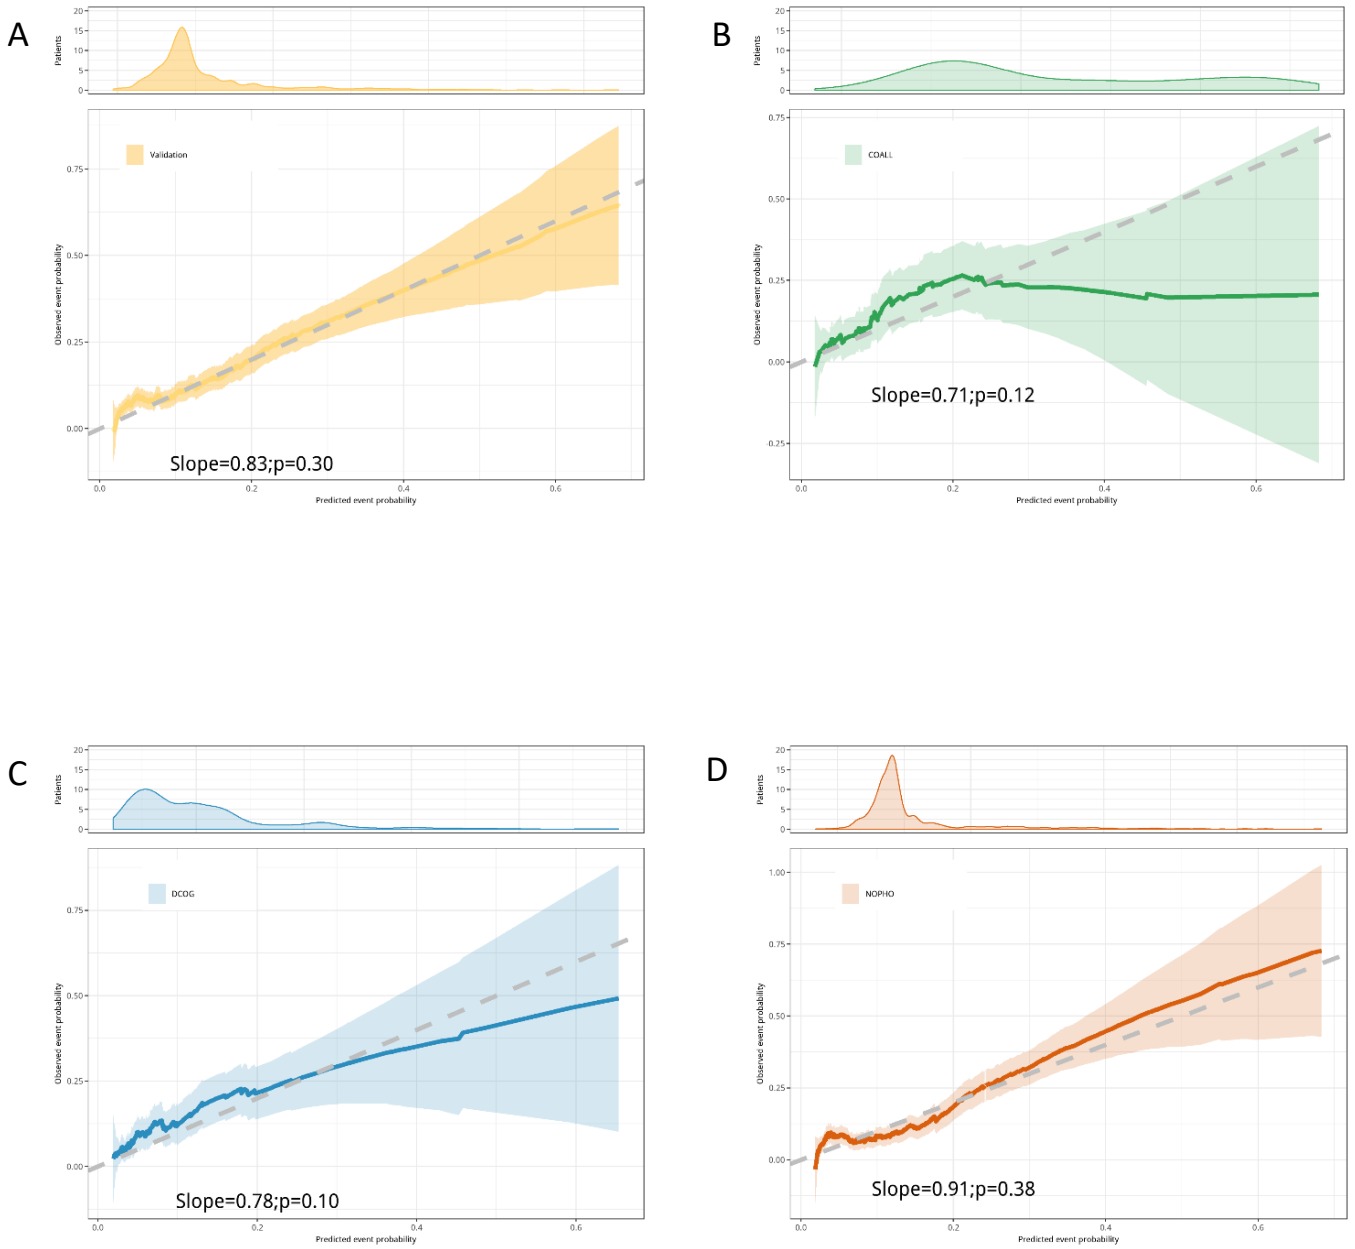 A
20
15
10
5
0
Patients
0.75
0.50
0.25
0.00
Observed event probability
Validation
Slope=0.83;p=0.30
0.0 0.2 0.4 0.6
Predicted event probability
B
20
15
10
5
0
Patients
0.75
0.50
0.25
0.00
-0.25
Observed event probability
COALL
Slope=0.71;p=0.12
0.0 0.2 0.4 0.6
Predicted event probability
C
20
15
10
5
0
Patients
0.75
0.50
0.25
0.00
Observed event probability
DCOG
Slope=0.78;p=0.10
0.0 0.2 0.4 0.6
Predicted event probability
D
20
15
10
5
0
Patients
1.00
0.75
0.50
0.25
0.00
Observed event probability
NOPHO
Slope=0.91;p=0.38
0.0 0.2 0.4 0.6
Predicted event probability